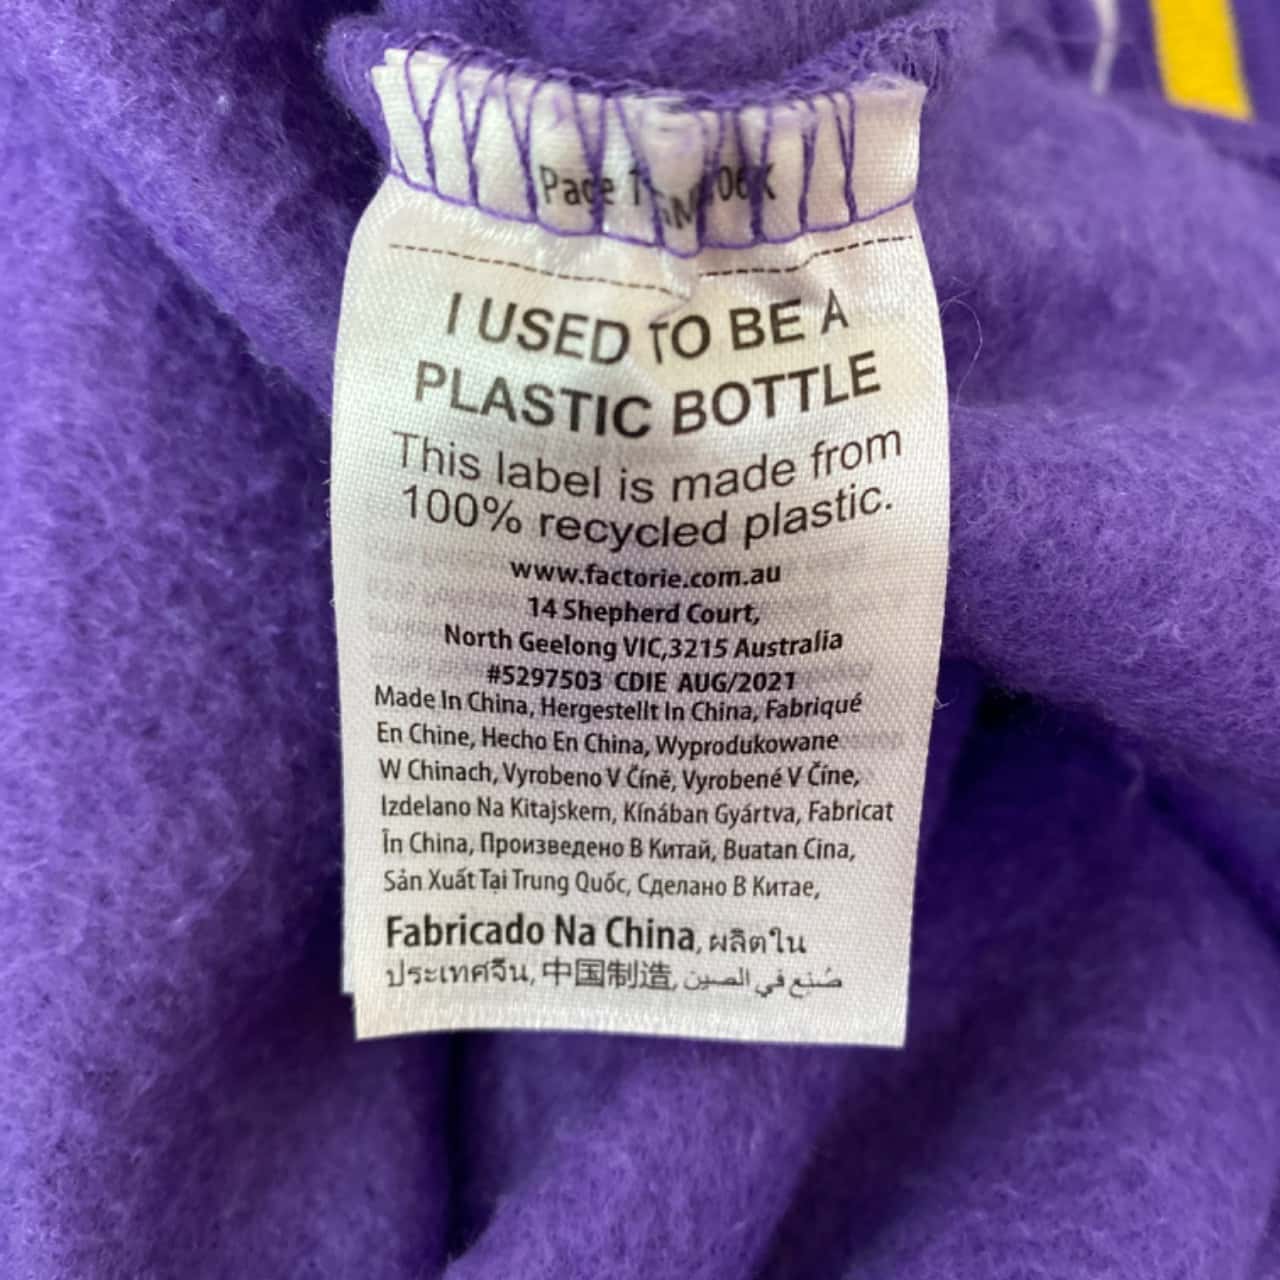 I USED TO BE A
PLASTIC BOTTLE
This label is made from
100% recycled plastic.
www.factorie.com.au
14 Shepherd Court,
North Geelong VIC,3215 Australia
#5297503 CDIE AUG/2021
Made In China, Hergestellt In China, Fabriqué
En Chine, Hecho En China, Wyprodukowane
W Chinach, Vyrobeno V Číně, Vyrobené V Číne,
Izdelano Na Kitajskem, Kínában Gyártva, Fabricat
În China, Произведено В Китай, Buatan Cina,
Sản Xuất Tại Trung Quốc, Сделано В Китае,
Fabricado Na China, ผลิตใน
ประเทศจีน, 中国制造, صُنِع في الصين